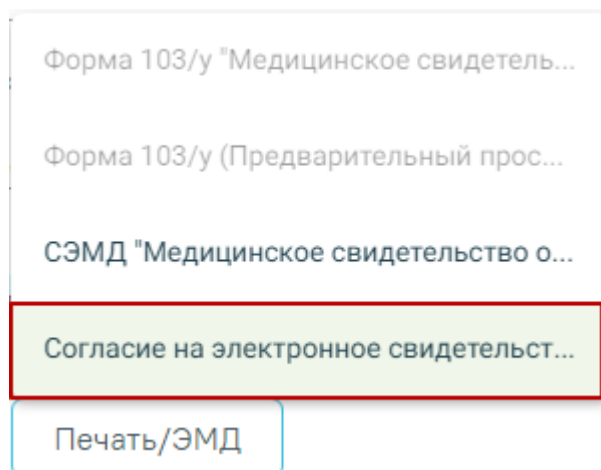 Форма 103/у "Медицинское свидетель...
Форма 103/у (Предварительный прос...
СЭМД "Медицинское свидетельство о...
Согласие на электронное свидетельст...
Печать/ЭМД